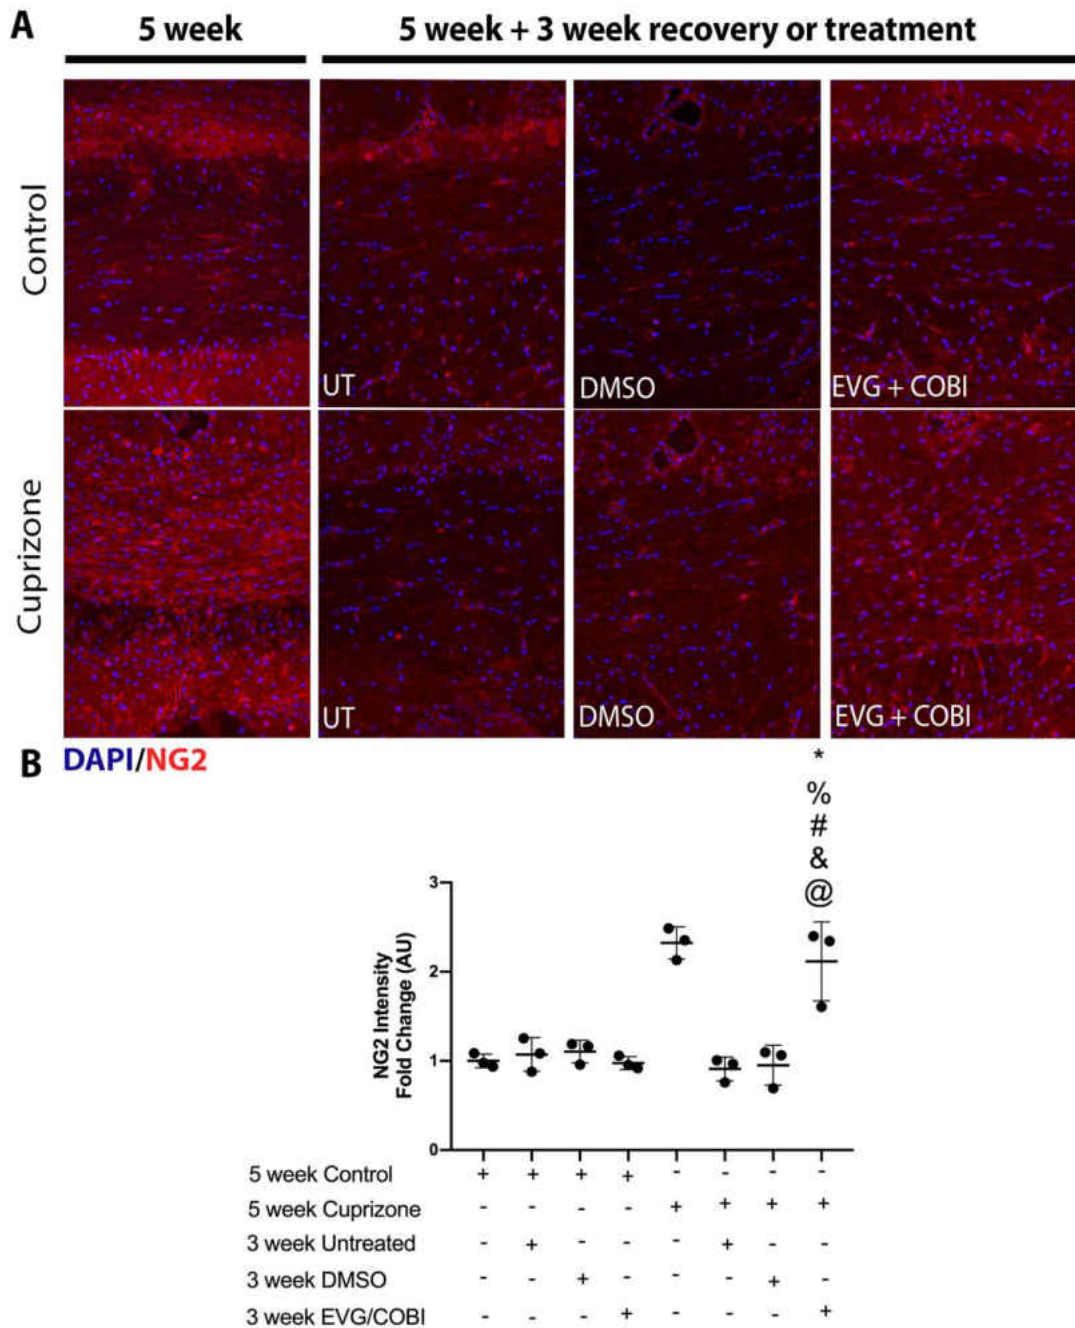 A
5 week
5 week + 3 week recovery or treatment
Control
UT
DMSO
EVG + COBI
Cuprizone
UT
DMSO
EVG + COBI
B
DAPI/NG2
*
%
#
&
@
NG2 Intensity
Fold Change (AU)
3
2
1
0
5 week Control + + + + - - - -
5 week Cuprizone - - - - + + + +
3 week Untreated - + - - - + - -
3 week DMSO - - + - - - + -
3 week EVG/COBI - - - + - - - +